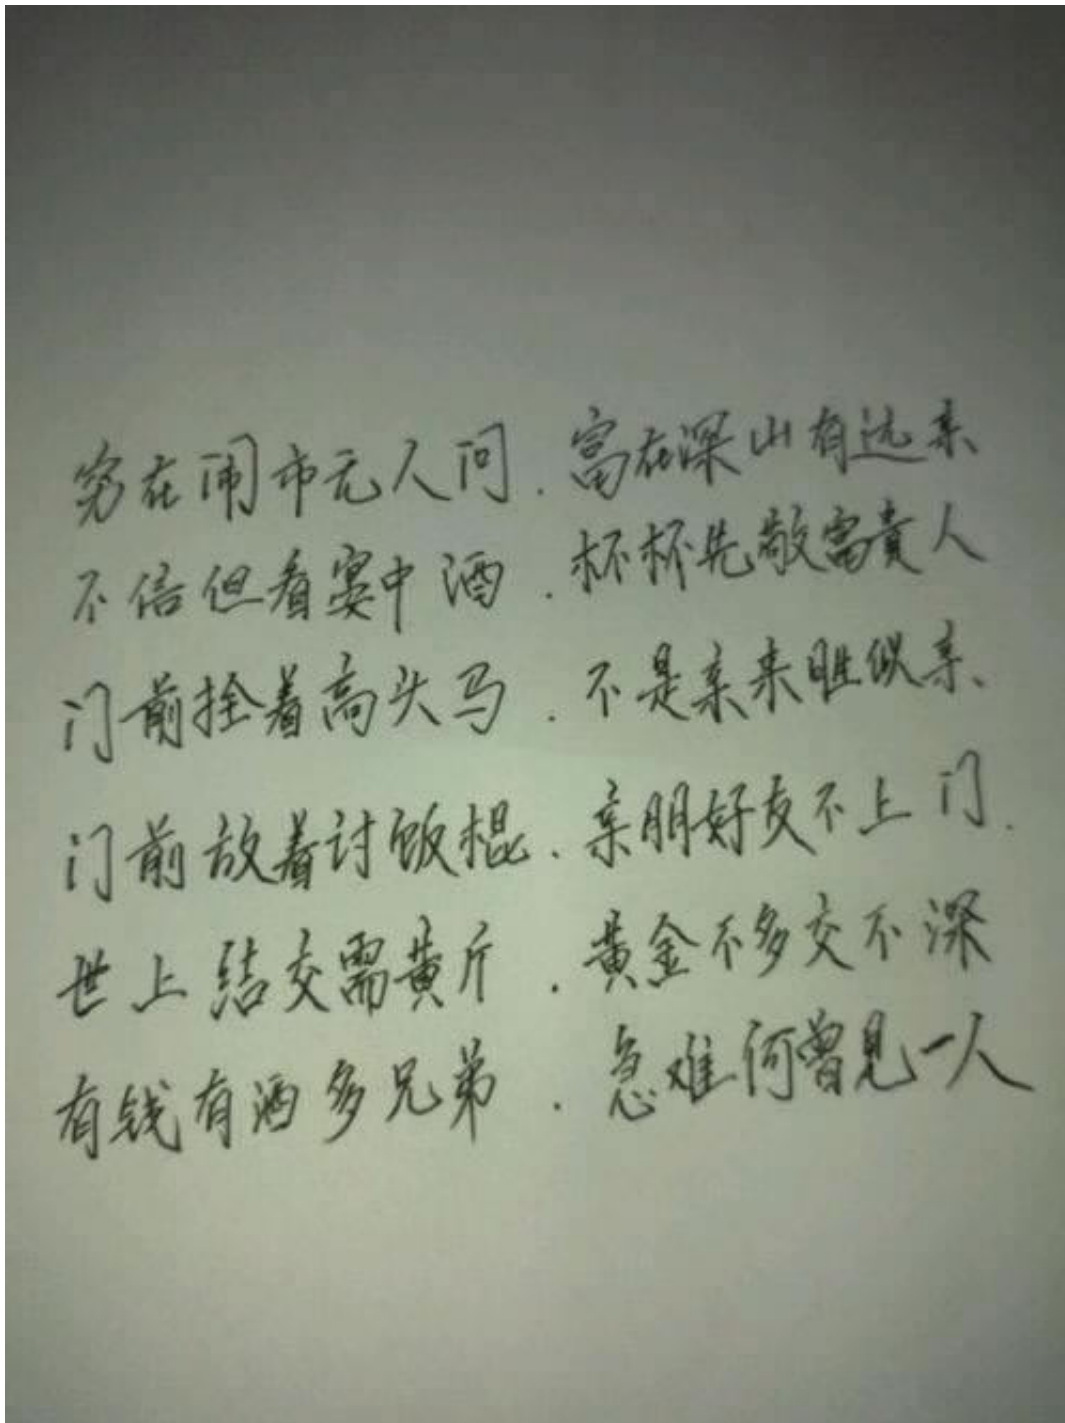 穷在闹市无人问.富在深山有远亲
不信但看宴中酒.杯杯先敬富贵人
门前拴着高头马.不是亲来胜似亲、
门前放着讨饭棍.亲朋好友不上门.
世上结交需黄斤.黄金不多交不深
有钱有酒多兄弟.急难何曾见一人